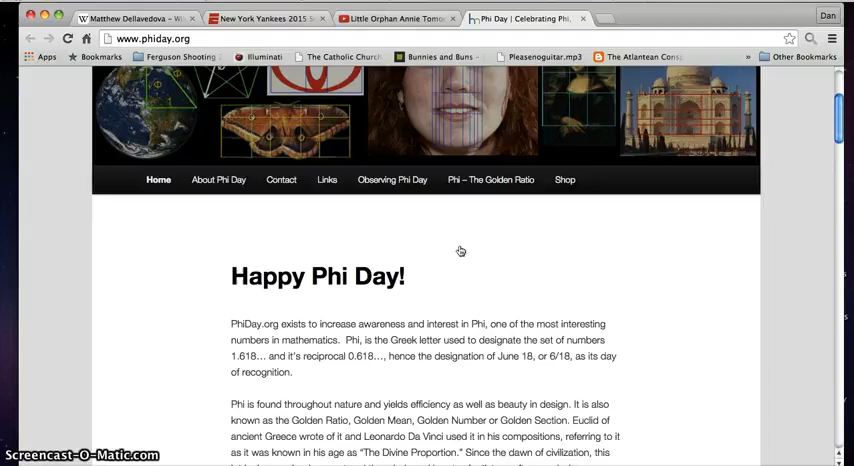 Matthew Dellavedova - Wi
New York Yankees 2015 S
Little Orphan Annie Tomo
Phi Day | Celebrating Phi,
Dan
www.phiday.org
Apps
Bookmarks
Ferguson Shooting
Illuminati
The Catholic Churc
Bunnies and Buns -
Pleasenoguitar.mp3
The Atlantean Cons
»
Other Bookmarks
Home About Phi Day Contact Links Observing Phi Day Phi – The Golden Ratio Shop
Happy Phi Day!
PhiDay.org exists to increase awareness and interest in Phi, one of the most interesting
numbers in mathematics. Phi, is the Greek letter used to designate the set of numbers
1.618… and it's reciprocal 0.618…, hence the designation of June 18, or 6/18, as its day
of recognition.
Phi is found throughout nature and yields efficiency as well as beauty in design. It is also
known as the Golden Ratio, Golden Mean, Golden Number or Golden Section. Euclid of
ancient Greece wrote of it and Leonardo Da Vinci used it in his compositions, referring to it
as it was known in his age as "The Divine Proportion." Since the dawn of civilization, this
Screencast-O-Matic.com